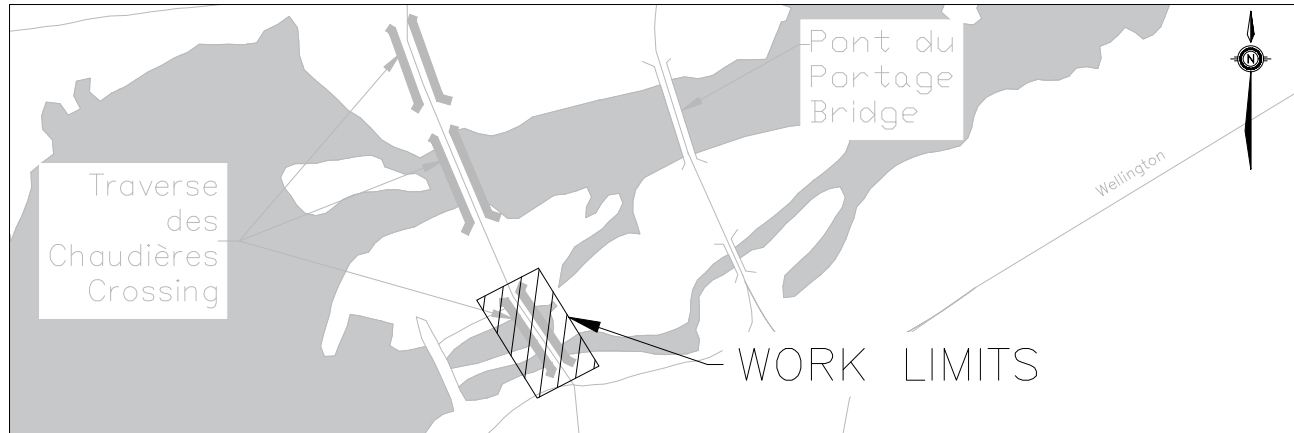 Pont du
Portage
Bridge
N
Wellington
Traverse
des
Chaudières
Crossing
WORK LIMITS